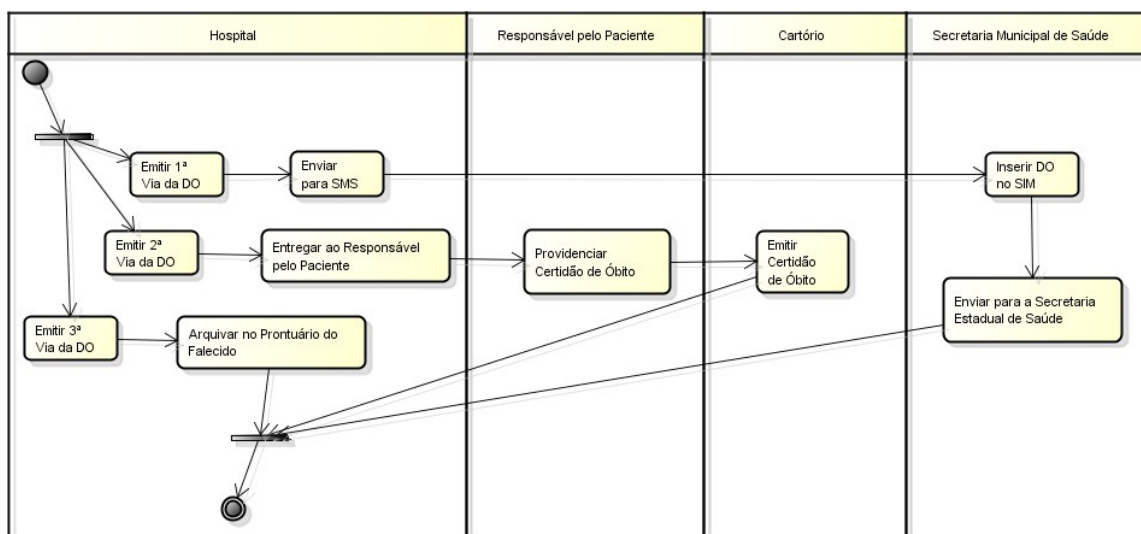 Hospital
Responsável pelo Paciente
Cartório
Secretaria Municipal de Saúde
Emitir 1ª
Via da DO
Enviar
para SMS
Inserir DO
no SIM
Emitir 2ª
Via da DO
Entregar ao Responsável
pelo Paciente
Providenciar
Certidão de Óbito
Emitir
Certidão
de Óbito
Enviar para a Secretaria
Estadual de Saúde
Emitir 3ª
Via da DO
Arquivar no Prontuário do
Falecido